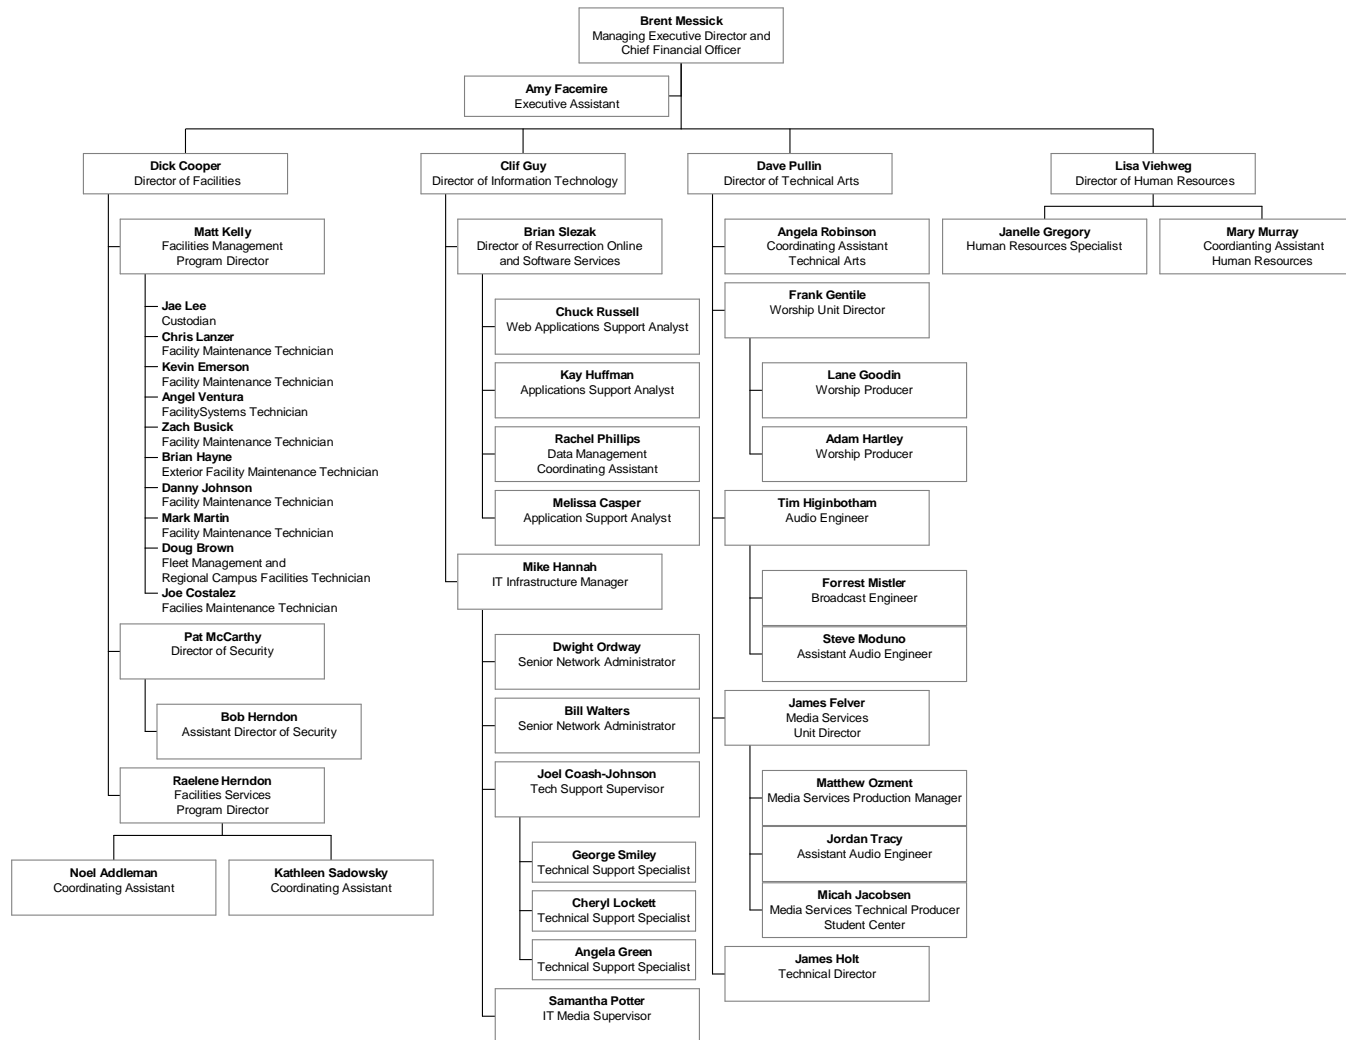 Brent Messick
Managing Executive Director and
Chief Financial Officer
Amy Facemire
Executive Assistant
Dick Cooper
Director of Facilities
Matt Kelly
Facilities Management
Program Director
Jae Lee
Custodian
Chris Lanzer
Facility Maintenance Technician
Kevin Emerson
Facility Maintenance Technician
Angel Ventura
FacilitySystems Technician
Zach Busick
Facility Maintenance Technician
Brian Hayne
Exterior Facility Maintenance Technician
Danny Johnson
Facility Maintenance Technician
Mark Martin
Facility Maintenance Technician
Doug Brown
Fleet Management and
Regional Campus Facilities Technician
Joe Costalez
Facilies Maintenance Technician
Pat McCarthy
Director of Security
Bob Herndon
Assistant Director of Security
Raelene Herndon
Facilities Services
Program Director
Noel Addleman
Coordinating Assistant
Kathleen Sadowsky
Coordinating Assistant
Clif Guy
Director of Information Technology
Brian Slezak
Director of Resurrection Online
and Software Services
Chuck Russell
Web Applications Support Analyst
Kay Huffman
Applications Support Analyst
Rachel Phillips
Data Management
Coordinating Assistant
Melissa Casper
Application Support Analyst
Mike Hannah
IT Infrastructure Manager
Dwight Ordway
Senior Network Administrator
Bill Walters
Senior Network Administrator
Joel Coash-Johnson
Tech Support Supervisor
George Smiley
Technical Support Specialist
Cheryl Lockett
Technical Support Specialist
Angela Green
Technical Support Specialist
Samantha Potter
IT Media Supervisor
Dave Pullin
Director of Technical Arts
Angela Robinson
Coordinating Assistant
Technical Arts
Frank Gentile
Worship Unit Director
Lane Goodin
Worship Producer
Adam Hartley
Worship Producer
Tim Higinbotham
Audio Engineer
Forrest Mistler
Broadcast Engineer
Steve Moduno
Assistant Audio Engineer
James Felver
Media Services
Unit Director
Matthew Ozment
Media Services Production Manager
Jordan Tracy
Assistant Audio Engineer
Micah Jacobsen
Media Services Technical Producer
Student Center
James Holt
Technical Director
Lisa Viehweg
Director of Human Resources
Janelle Gregory
Human Resources Specialist
Mary Murray
Coordianting Assistant
Human Resources